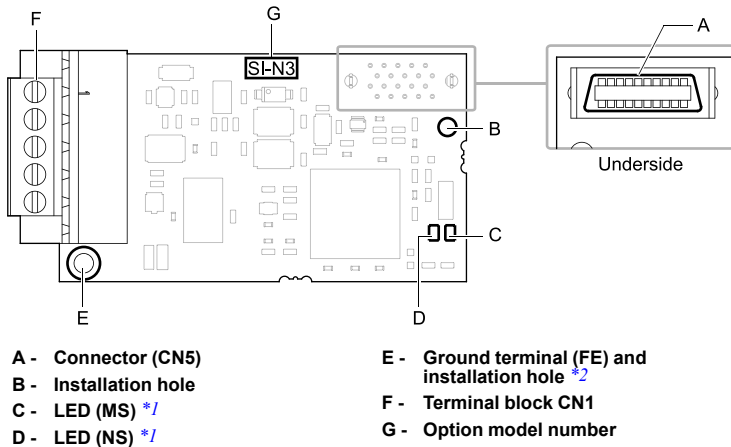 F
G
SI-N3
A
B
Underside
C
E
D
A - Connector (CN5)
B - Installation hole
C - LED (MS) *1
D - LED (NS) *1
E - Ground terminal (FE) and
installation hole *2
F - Terminal block CN1
G - Option model number